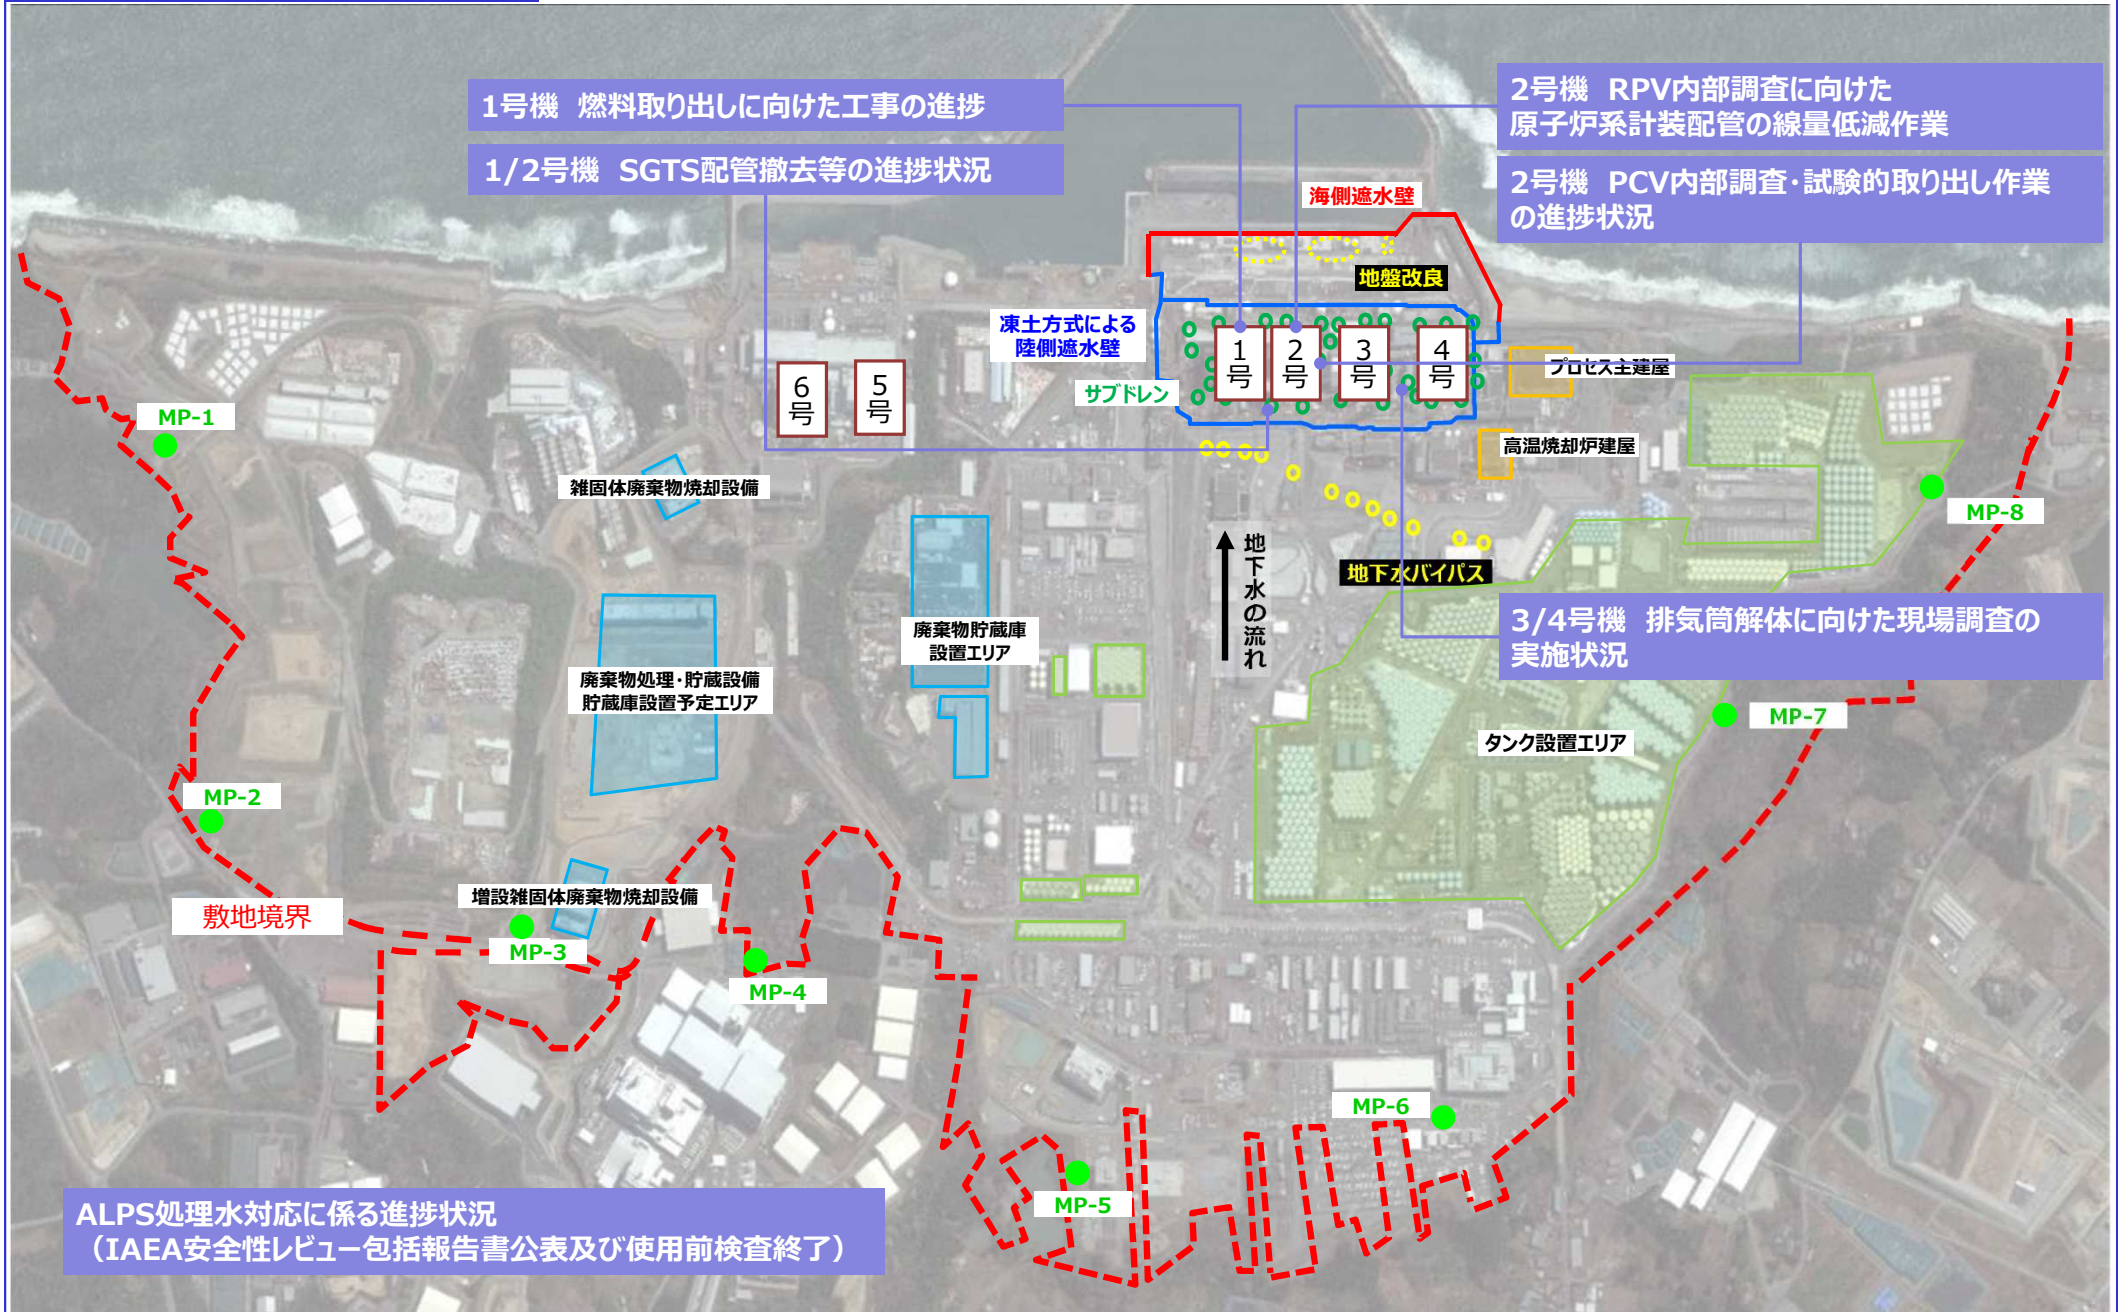 1号機 燃料取り出しに向けた工事の進捗
1/2号機 SGTS配管撤去等の進捗状況
2号機 RPV内部調査に向けた
原子炉系計装配管の線量低減作業
2号機 PCV内部調査・試験的取り出し作業
の進捗状況
海側遮水壁
地盤改良
凍土方式による
陸側遮水壁
サブドレン
1号
2号
3号
4号
6号
5号
プロセス主建屋
高温焼却炉建屋
MP-1
雑固体廃棄物焼却設備
MP-8
地下水の流れ
地下水バイパス
3/4号機 排気筒解体に向けた現場調査の
実施状況
廃棄物貯蔵庫
設置エリア
廃棄物処理・貯蔵設備
貯蔵庫設置予定エリア
MP-7
タンク設置エリア
MP-2
増設雑固体廃棄物焼却設備
敷地境界
MP-3
MP-4
MP-6
MP-5
ALPS処理水対応に係る進捗状況
（IAEA安全性レビュー包括報告書公表及び使用前検査終了）